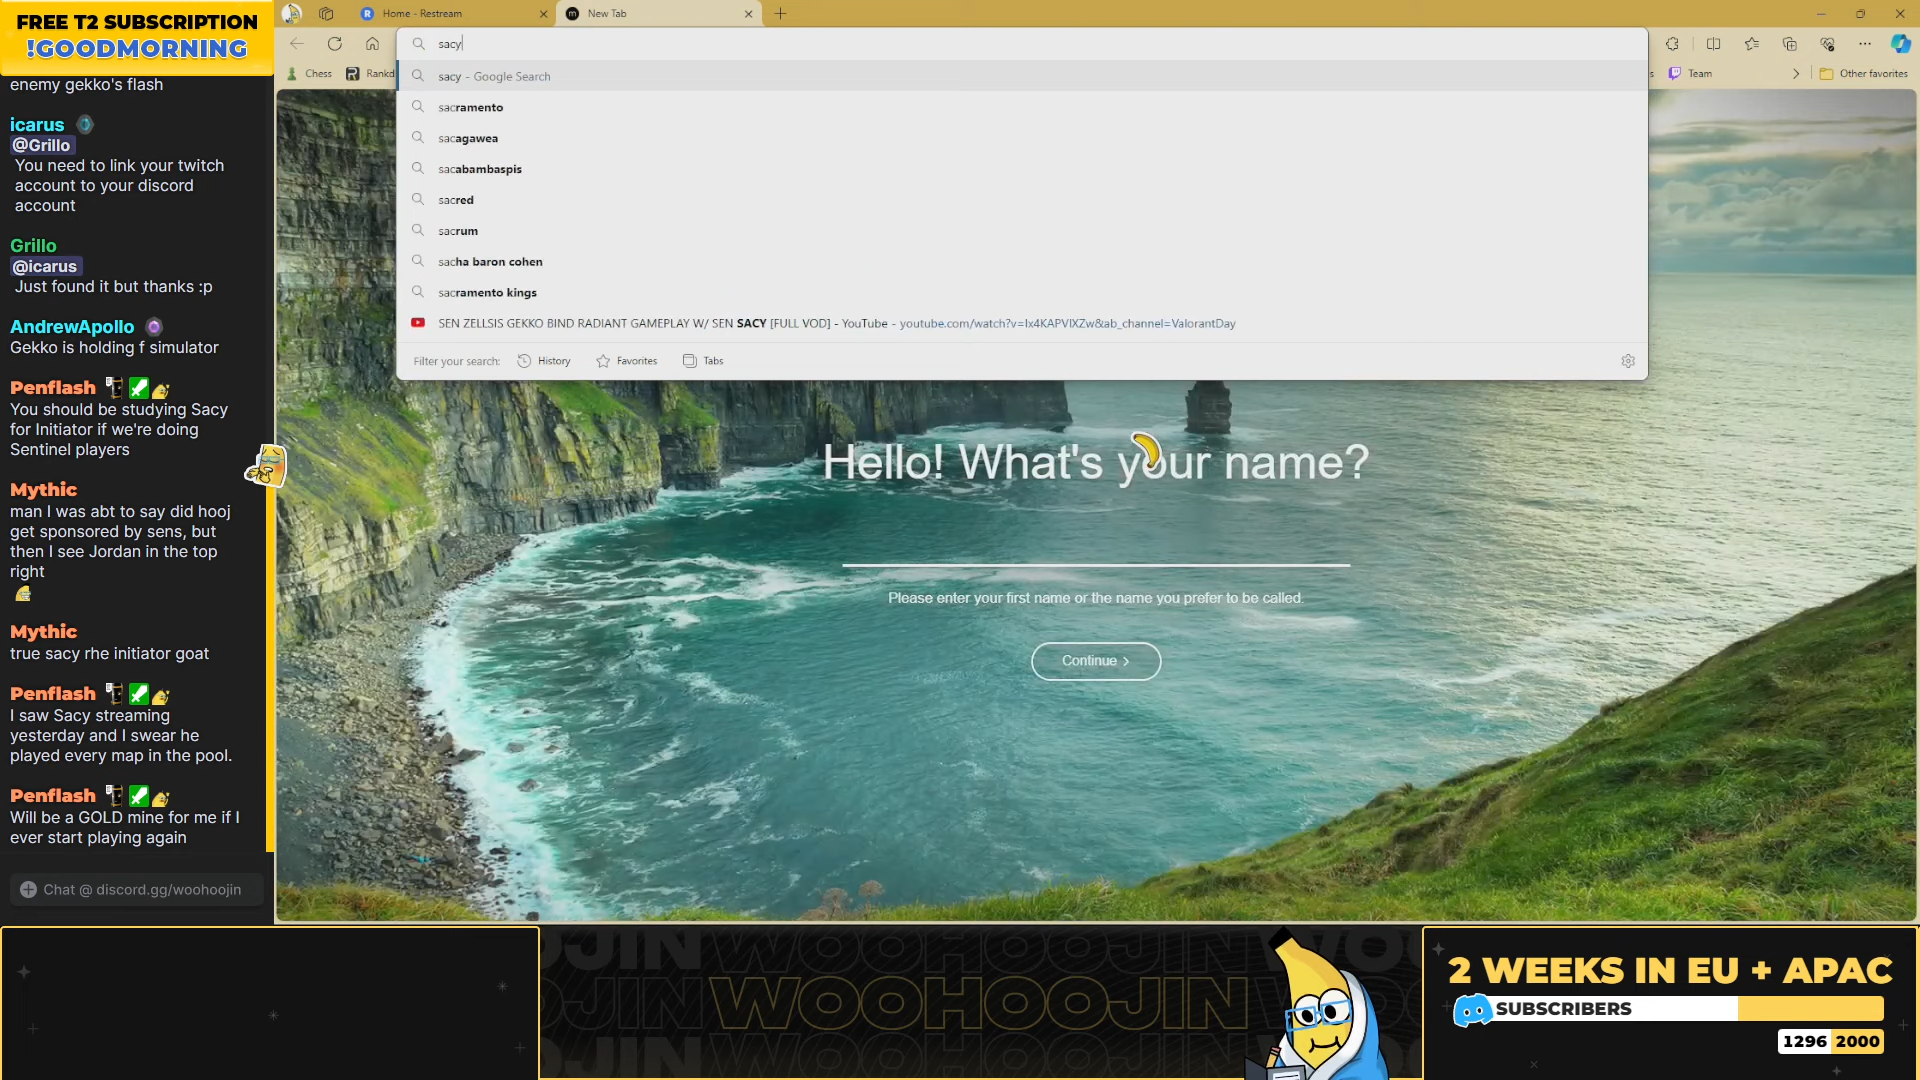 FREE T2 SUBSCRIPTION
!GOODMORNING
enemy gekko's flash
icarus
@Grillo
You need to link your twitch
account to your discord
account
Grillo
@icarus
Just found it but thanks :p
AndrewApollo
Gekko is holding f simulator
Penflash
You should be studying Sacy
for Initiator if we're doing
Sentinel players
Mythic
man I was abt to say did hooj
get sponsored by sens, but
then I see Jordan in the top
right
Mythic
true sacy rhe initiator goat
Penflash
I saw Sacy streaming
yesterday and I swear he
played every map in the pool.
Penflash
Will be a GOLD mine for me if I
ever start playing again
Chat @ discord.gg/woohoojin
Home - Restream
New Tab
sacy
Chess
Rankd
Team
Other favorites
sacy - Google Search
sacramento
sacagawea
sacabambaspis
sacred
sacrum
sacha baron cohen
sacramento kings
SEN ZELLSIS GEKKO BIND RADIANT GAMEPLAY W/ SEN SACY [FULL VOD] - YouTube - youtube.com/watch?v=Ix4KAPVlXZw&ab_channel=ValorantDay
Filter your search:
History
Favorites
Tabs
Hello! What's your name?
Please enter your first name or the name you prefer to be called.
Continue
WOOHOOJIN
2 WEEKS IN EU + APAC
SUBSCRIBERS
1296 2000